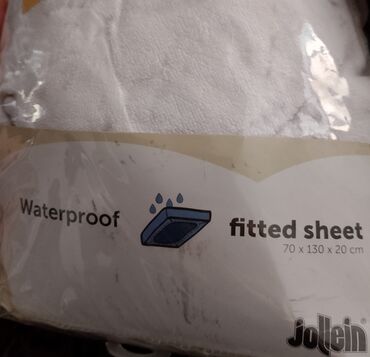 Waterproof
fitted sheet
70 x 130 x 20 cm
jollein